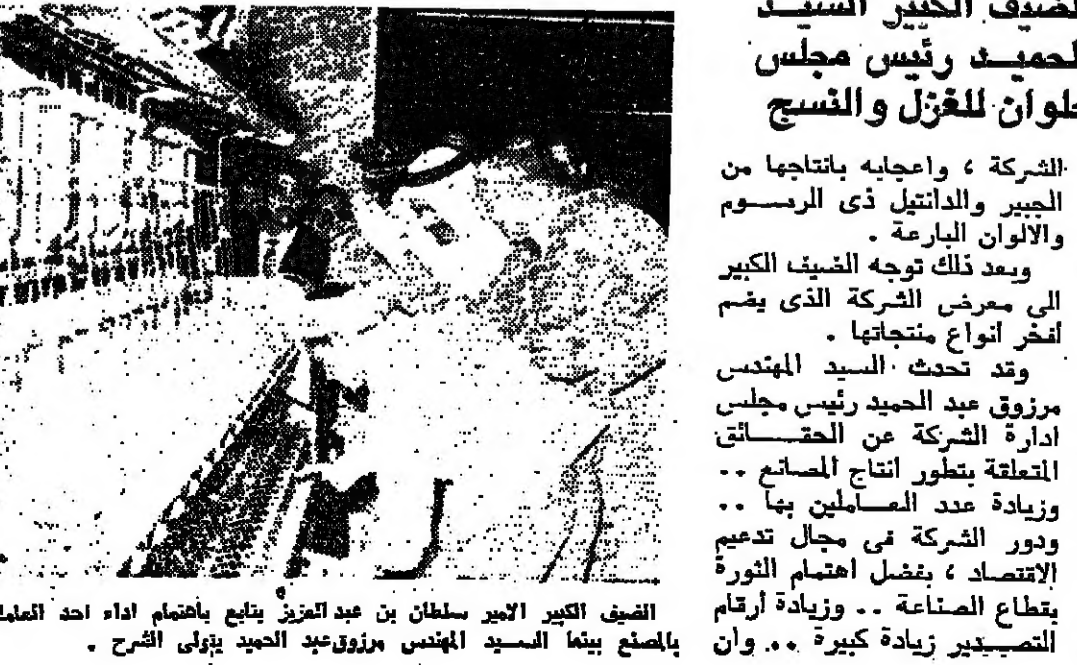 الضيف الكبير السيد
الحميد رئيس مجلس
حلوان للغزل والنسج
الشركة ، واعجابه بانتاجها من
الجبير والدانتيل ذى الرسوم
والالوان البارعة .
وبعد ذلك توجه الضيف الكبير
الى معرض الشركة الذى يضم
افخر انواع منتجاتها .
وقد تحدث السيد المهندس
مرزوق عبد الحميد رئيس مجلس
ادارة الشركة عن الحقائق
المتعلقة بتطور انتاج المصانع ..
وزيادة عدد العاملين بها ..
ودور الشركة فى مجال تدعيم
الاقتصاد ، بفضل اهتمام الثورة
بقطاع الصناعة .. وزيادة أرقام
التصدير زيادة كبيرة .. وان
الضيف الكبير الامير سلطان بن عبد العزيز يتابع باهتمام اداء احد العاملين
بالمصنع بينما السيد المهندس مرزوق عبد الحميد يتولى الشرح .